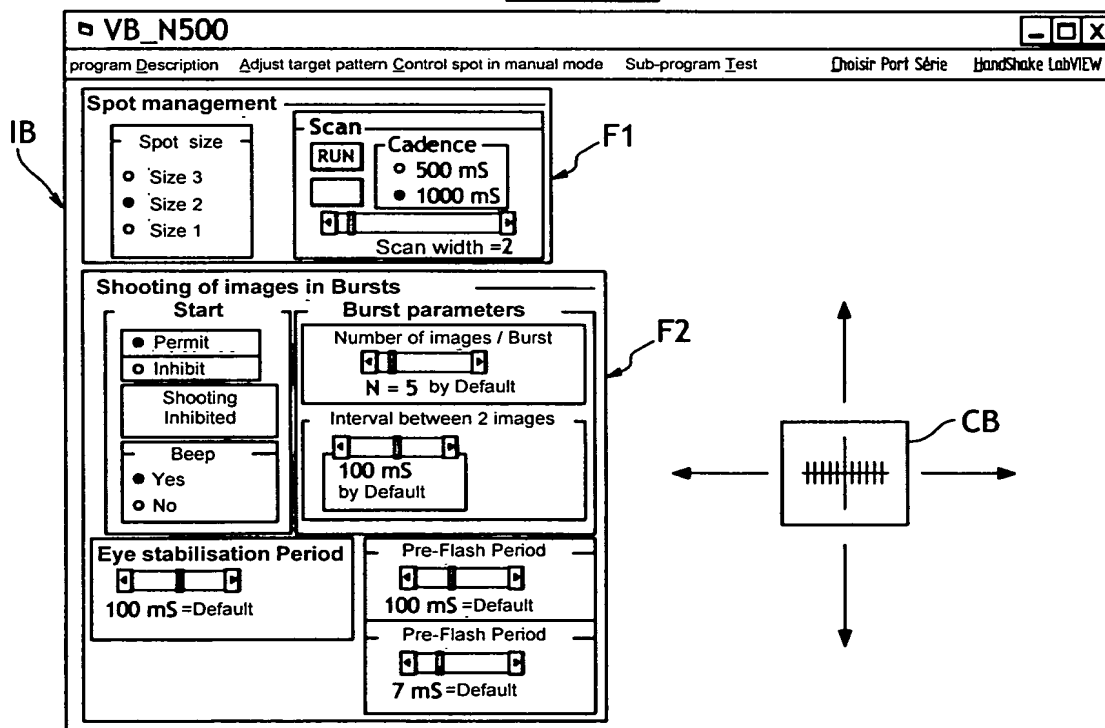 VB_N500
program Description Adjust target pattern Control spot in manual mode Sub-program Test Choisir Port Série HandShake LabVIEW
Spot management
Spot size
Size 3
Size 2
Size 1
Scan
RUN
Cadence
500 mS
1000 mS
Scan width =2
IB
F1
Shooting of images in Bursts
Start
Permit
Inhibit
Shooting
Inhibited
Beep
Yes
No
Burst parameters
Number of images / Burst
N = 5 by Default
Interval between 2 images
100 mS
by Default
F2
CB
Eye stabilisation Period
100 mS =Default
Pre-Flash Period
100 mS =Default
Pre-Flash Period
7 mS =Default